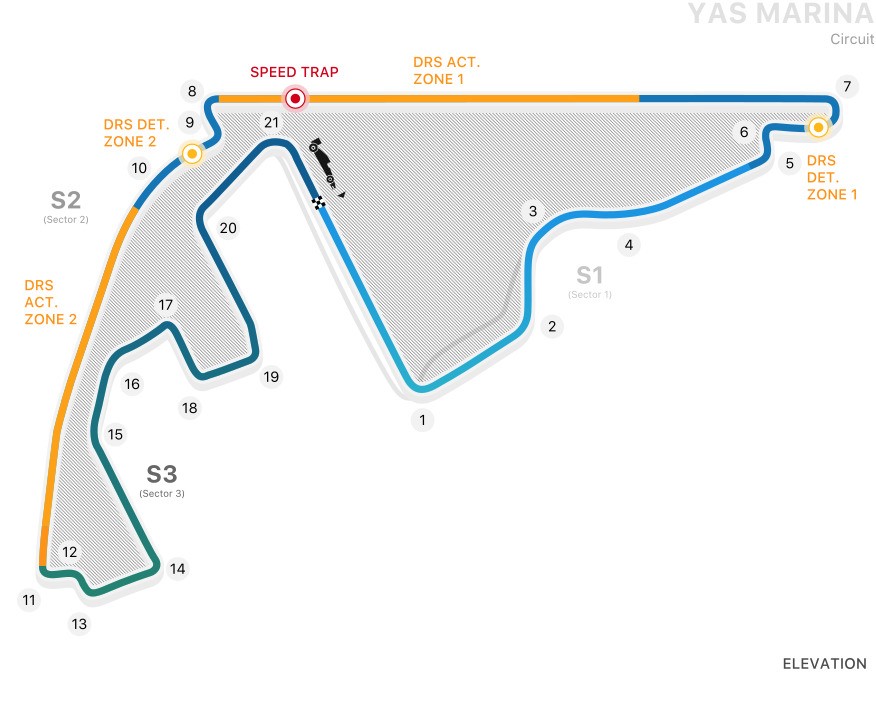 YAS MARINA
Circuit
SPEED TRAP
DRS ACT.
ZONE 1
7
8
9
21
DRS DET.
ZONE 2
6
5
DRS
DET.
ZONE 1
10
S2
(Sector 2)
20
3
4
S1
(Sector 1)
DRS
ACT.
ZONE 2
17
2
16
19
18
1
15
S3
(Sector 3)
12
14
11
13
ELEVATION